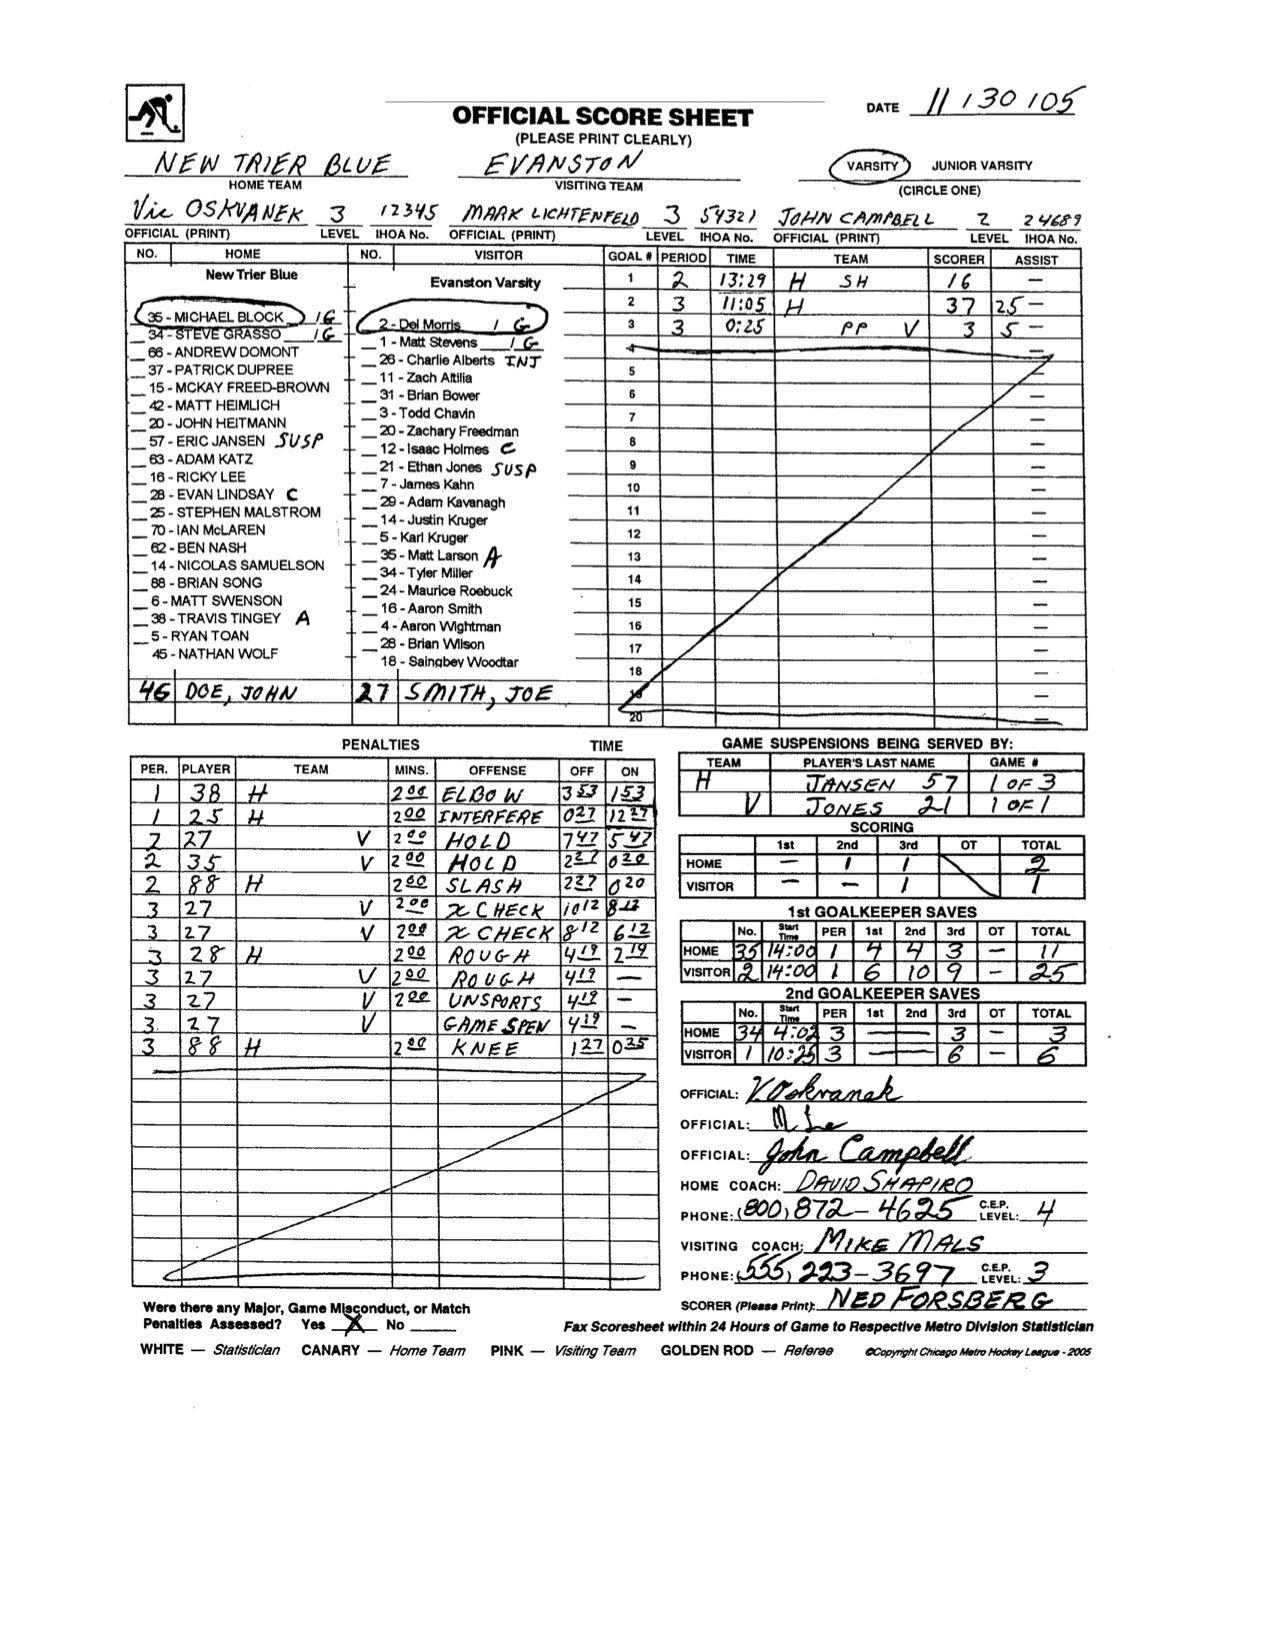 DATE 11/30/05
OFFICIAL SCORE SHEET
(PLEASE PRINT CLEARLY)
NEW TRIER BLUE EVANSTON VARSITY JUNIOR VARSITY
HOME TEAM VISITING TEAM (CIRCLE ONE)
Vic OSKVANEK 3 12345 MARK LICHTENFELD 3 54321 JOHN CAMPBELL 2 24689
OFFICIAL (PRINT) LEVEL IHOA No. OFFICIAL (PRINT) LEVEL IHOA No. OFFICIAL (PRINT) LEVEL IHOA No.
NO. HOME NO. VISITOR
New Trier Blue Evanston Varsity
35 - MICHAEL BLOCK 1G 2 - Del Morris 1 G
34 - STEVE GRASSO 1G 1 - Matt Stevens 1G
66 - ANDREW DOMONT 26 - Charlie Alberts INJ
37 - PATRICK DUPREE 11 - Zach Altilia
15 - MCKAY FREED-BROWN 31 - Brian Bower
42 - MATT HEIMLICH 3 - Todd Chavin
20 - JOHN HEITMANN 20 - Zachary Freedman
57 - ERIC JANSEN SUSP 12 - Isaac Holmes C
63 - ADAM KATZ 21 - Ethan Jones SUSP
16 - RICKY LEE 7 - James Kahn
28 - EVAN LINDSAY C 29 - Adam Kavanagh
25 - STEPHEN MALSTROM 14 - Justin Kruger
70 - IAN McLAREN 5 - Karl Kruger
62 - BEN NASH 35 - Matt Larson A
14 - NICOLAS SAMUELSON 34 - Tyler Miller
88 - BRIAN SONG 24 - Maurice Roebuck
6 - MATT SWENSON 16 - Aaron Smith
38 - TRAVIS TINGEY A 4 - Aaron Wightman
5 - RYAN TOAN 28 - Brian Wilson
45 - NATHAN WOLF 18 - Saingbey Woodtar
46 DOE, JOHN 27 SMITH, JOE
GOAL # PERIOD TIME TEAM SCORER ASSIST
1 2 13:29 H SH 16 —
2 3 11:05 H 37 25 —
3 3 0:25 PP V 3 5 —
4 —
5 —
6 —
7 —
8 —
9 —
10 —
11 —
12 —
13 —
14 —
15 —
16 —
17 —
18 —
19 —
20 —
PENALTIES TIME
PER. PLAYER TEAM MINS. OFFENSE OFF ON
1 38 H 2 00 ELBOW 3 53 1 53
1 25 H 2 00 INTERFERE 0 27 12 27
2 27 V 2 00 HOLD 7 47 5 47
2 35 V 2 00 HOLD 2 27 0 20
2 88 H 2 00 SLASH 2 27 0 20
3 27 V 2 00 X CHECK 10 12 8 12
3 27 V 2 00 X CHECK 8 12 6 12
3 28 H 2 00 ROUGH 4 19 2 19
3 27 V 2 00 ROUGH 4 19 —
3 27 V 2 00 UNSPORTS 4 19 —
3 27 V GAME SPEN 4 19 —
3 88 H 2 00 KNEE 1 27 0 25
Were there any Major, Game Misconduct, or Match
Penalties Assessed? Yes X No
GAME SUSPENSIONS BEING SERVED BY:
TEAM PLAYER'S LAST NAME GAME #
H JANSEN 57 1 OF 3
V JONES 21 1 OF 1
SCORING
1st 2nd 3rd OT TOTAL
HOME — 1 1 2
VISITOR — — 1 1
1st GOALKEEPER SAVES
No. Start Time PER 1st 2nd 3rd OT TOTAL
HOME 35 14:00 1 4 4 3 — 11
VISITOR 2 14:00 1 6 10 9 — 25
2nd GOALKEEPER SAVES
No. Start Time PER 1st 2nd 3rd OT TOTAL
HOME 34 4:02 3 — 3 — 3
VISITOR 1 10:25 3 — 6 — 6
OFFICIAL: V Oskvanek
OFFICIAL:
OFFICIAL: John Campbell
HOME COACH: DAVID SHAPIRO
PHONE: (800) 872-4625 C.E.P. LEVEL: 4
VISITING COACH: MIKE MALS
PHONE: (555) 223-3697 C.E.P. LEVEL: 3
SCORER (Please Print): NED FORSBERG
Fax Scoresheet within 24 Hours of Game to Respective Metro Division Statistician
WHITE — Statistician CANARY — Home Team PINK — Visiting Team GOLDEN ROD — Referee ©Copyright Chicago Metro Hockey League - 2005